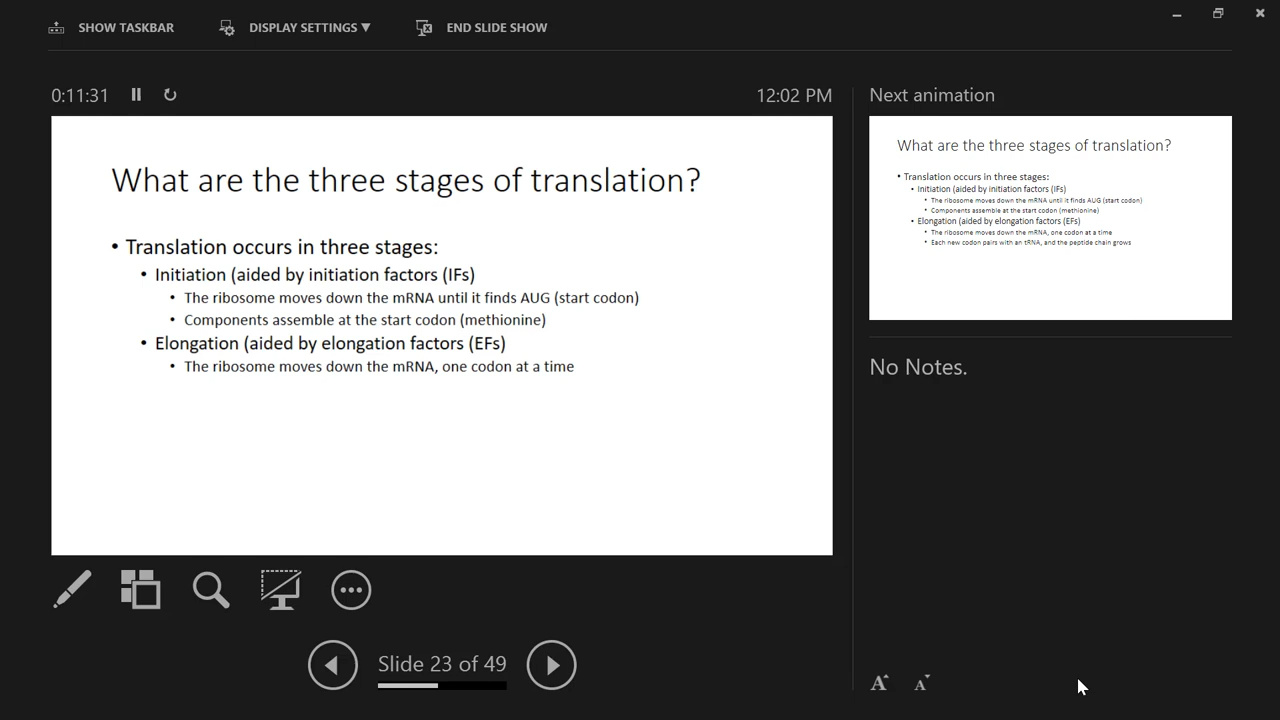 SHOW TASKBAR
DISPLAY SETTINGS ▼
END SLIDE SHOW
0:11:31
12:02 PM
What are the three stages of translation?
• Translation occurs in three stages:
• Initiation (aided by initiation factors (IFs)
• The ribosome moves down the mRNA until it finds AUG (start codon)
• Components assemble at the start codon (methionine)
• Elongation (aided by elongation factors (EFs)
• The ribosome moves down the mRNA, one codon at a time
Next animation
What are the three stages of translation?
• Translation occurs in three stages:
• Initiation (aided by initiation factors (IFs)
• The ribosome moves down the mRNA until it finds AUG (start codon)
• Components assemble at the start codon (methionine)
• Elongation (aided by elongation factors (EFs)
• The ribosome moves down the mRNA, one codon at a time
• Each new codon pairs with an tRNA, and the peptide chain grows
No Notes.
Slide 23 of 49
A A